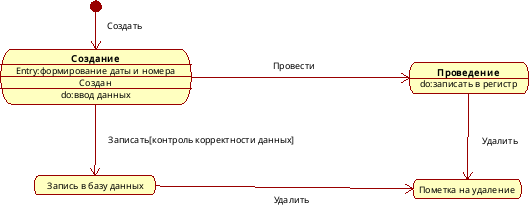 Создать
Создание
Entry:формирование даты и номера
Создан
do:ввод данных
Провести
Проведение
do:записать в регистр
Записать[контроль корректности данных]
Удалить
Запись в базу данных
Пометка на удаление
Удалить